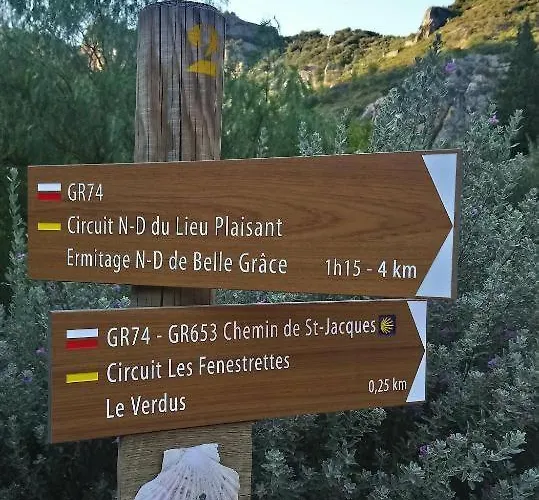 GR74
Circuit N-D du Lieu Plaisant
Ermitage N-D de Belle Grâce 1h15 - 4 km
GR74 - GR653 Chemin de St-Jacques
Circuit Les Fenestrettes
Le Verdus 0,25 km